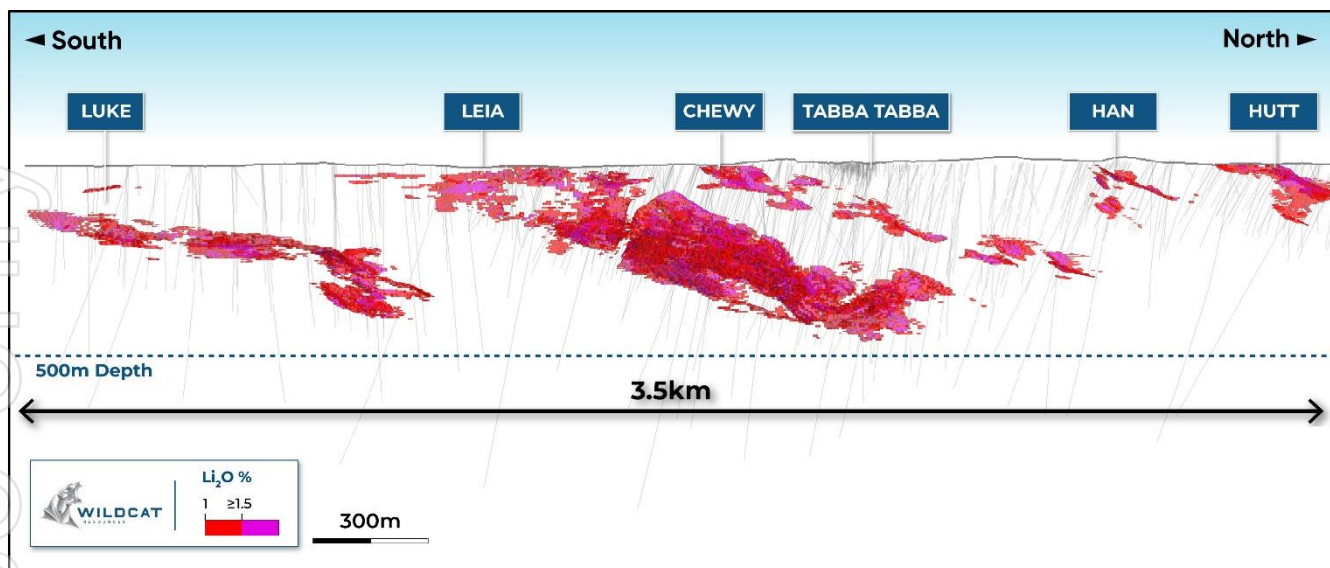 ◄ South
North ►
LUKE
LEIA
CHEWY
TABBA TABBA
HAN
HUTT
500m Depth
3.5km
WILDCAT
RESOURCES
Li₂O %
1 ≥1.5
300m